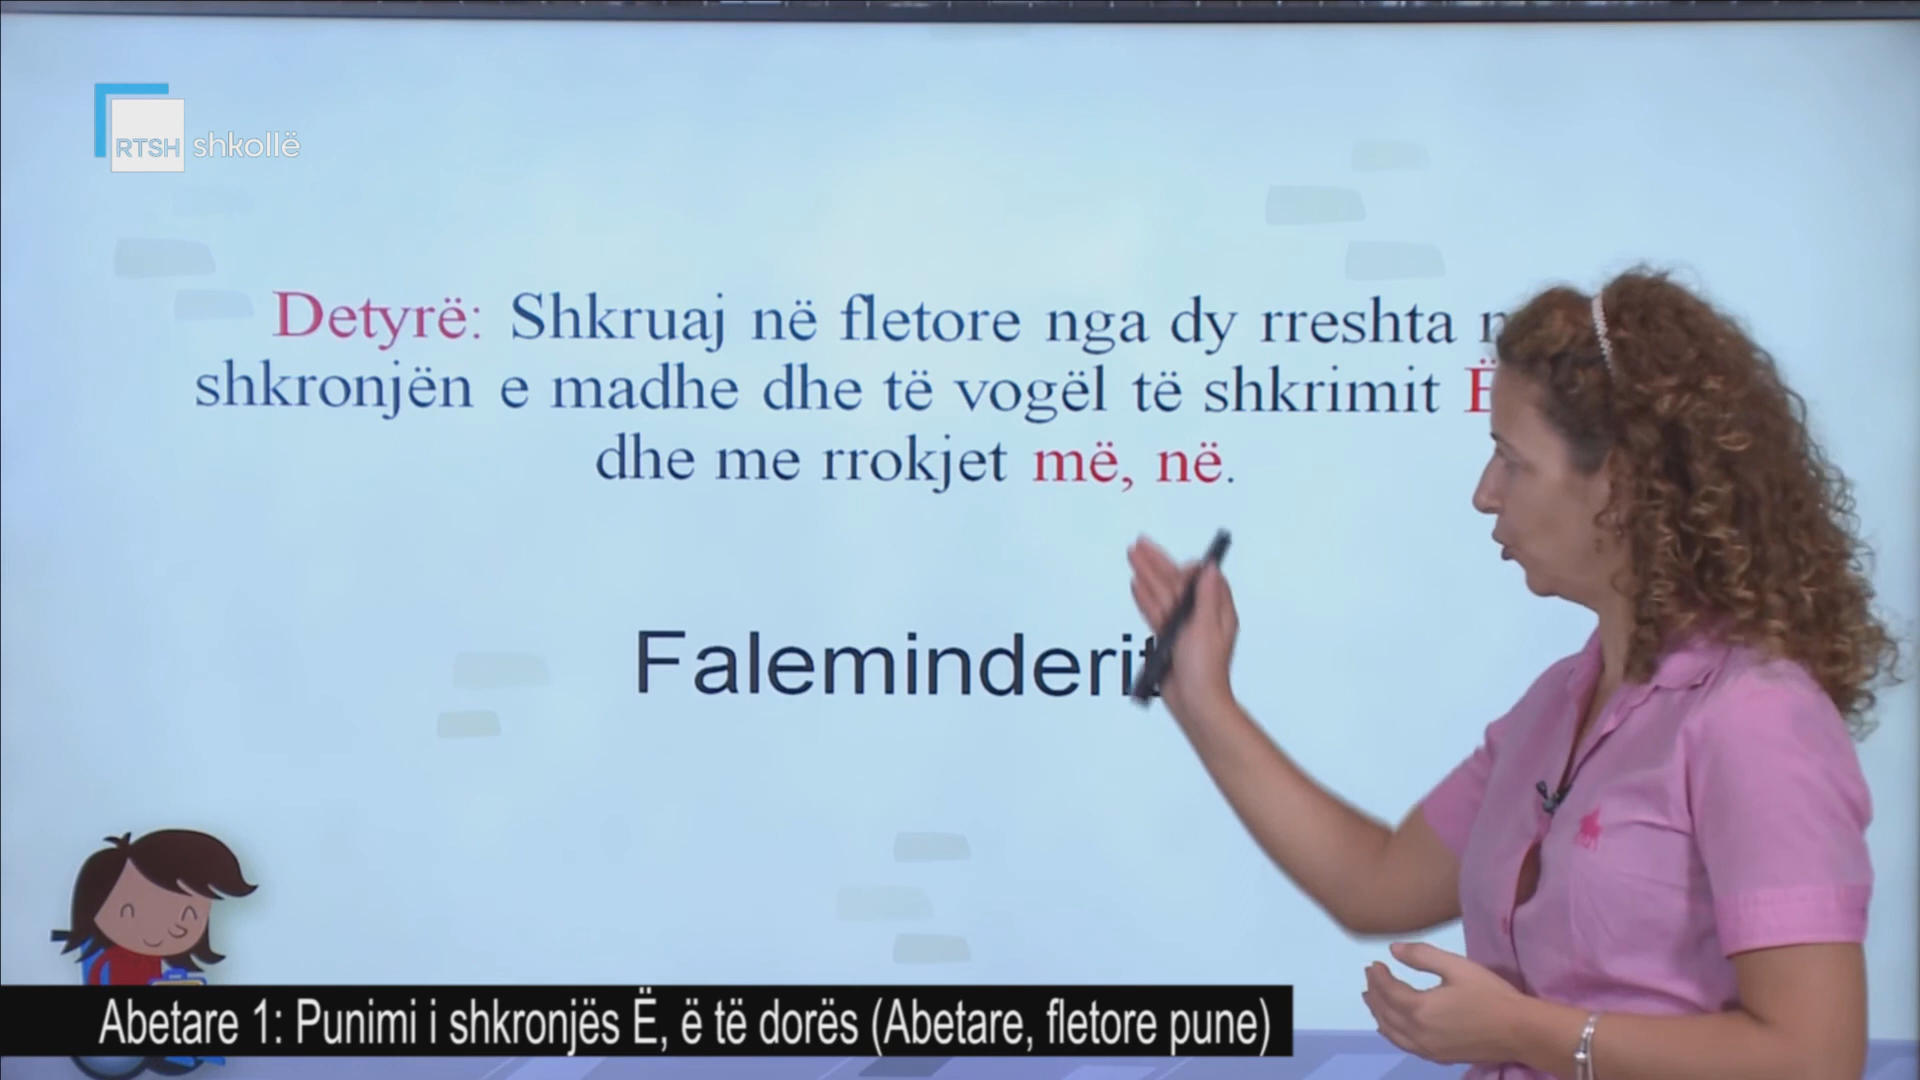 RTSH shkollë
Detyrë: Shkruaj në fletore nga dy rreshta
shkronjën e madhe dhe të vogël të shkrimit Ë
dhe me rrokjet më, në.
Faleminderit
Abetare 1: Punimi i shkronjës Ë, ë të dorës (Abetare, fletore pune)